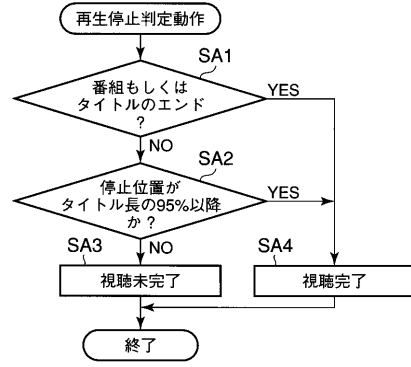 再生停止判定動作
SA1
番組もしくは
タイトルのエンド
?
YES
NO
SA2
停止位置が
タイトル長の95%以降
か?
YES
NO
SA3
視聴未完了
SA4
視聴完了
終了